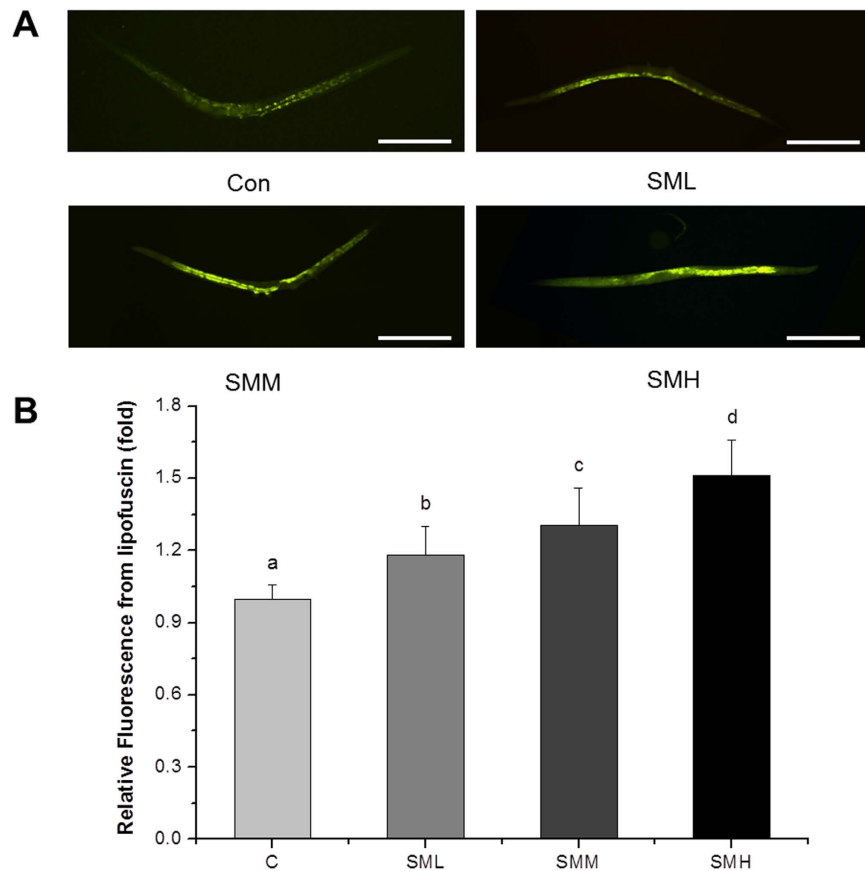 A
Con
SML
SMM
SMH
B
Relative Fluorescence from lipofuscin (fold)
1.8
1.5
1.2
0.9
0.6
0.3
0.0
a
b
c
d
C
SML
SMM
SMH